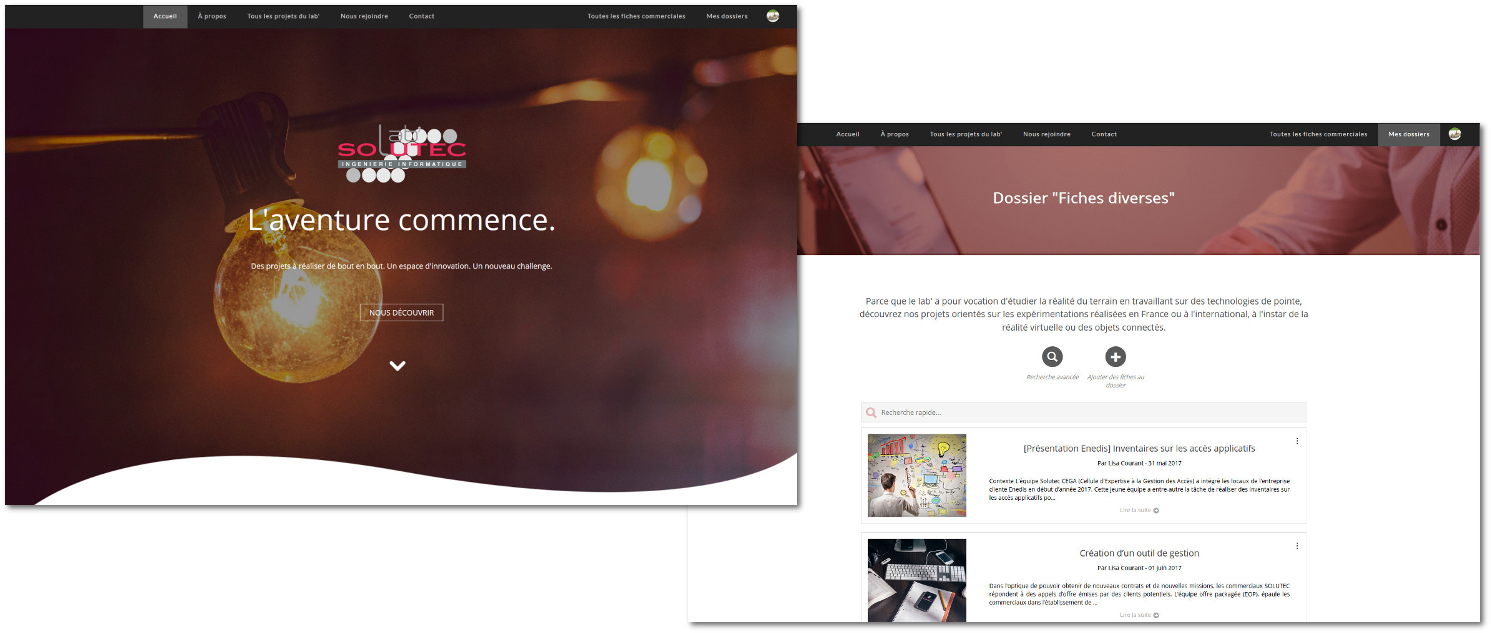 Accueil À propos Tous les projets du lab' Nous rejoindre Contact Toutes les fiches commerciales Mes dossiers
Lab'
SOLUTEC
INGENIERIE INFORMATIQUE
L'aventure commence.
Des projets à réaliser de bout en bout. Un espace d'innovation. Un nouveau challenge.
NOUS DÉCOUVRIR
Accueil À propos Tous les projets du lab' Nous rejoindre Contact Toutes les fiches commerciales Mes dossiers
Dossier "Fiches diverses"
Parce que le lab' a pour vocation d'étudier la réalité du terrain en travaillant sur des technologies de pointe,
découvrez nos projets orientés sur les expérimentations réalisées en France ou à l'international, à l'instar de la
réalité virtuelle ou des objets connectés.
Recherche avancée
Ajouter des fiches au
dossier
Recherche rapide...
[Présentation Enedis] Inventaires sur les accès applicatifs
Par Lisa Courant - 31 mai 2017
Contexte L'équipe Solutec CEGA (Cellule d'Expertise à la Gestion des Accès) a intégré les locaux de l'entreprise
cliente Enedis en début d'année 2017. Cette jeune équipe a entre autre la tâche de réaliser des inventaires sur
les accès applicatifs po...
Lire la suite
Création d'un outil de gestion
Par Lisa Courant - 01 juin 2017
Dans l'optique de pouvoir obtenir de nouveaux contrats et de nouvelles missions, les commerciaux SOLUTEC
répondent à des appels d'offre émises par des clients potentiels. L'équipe offre packagée (EOP), épaule les
commerciaux dans l'établissement de ...
Lire la suite